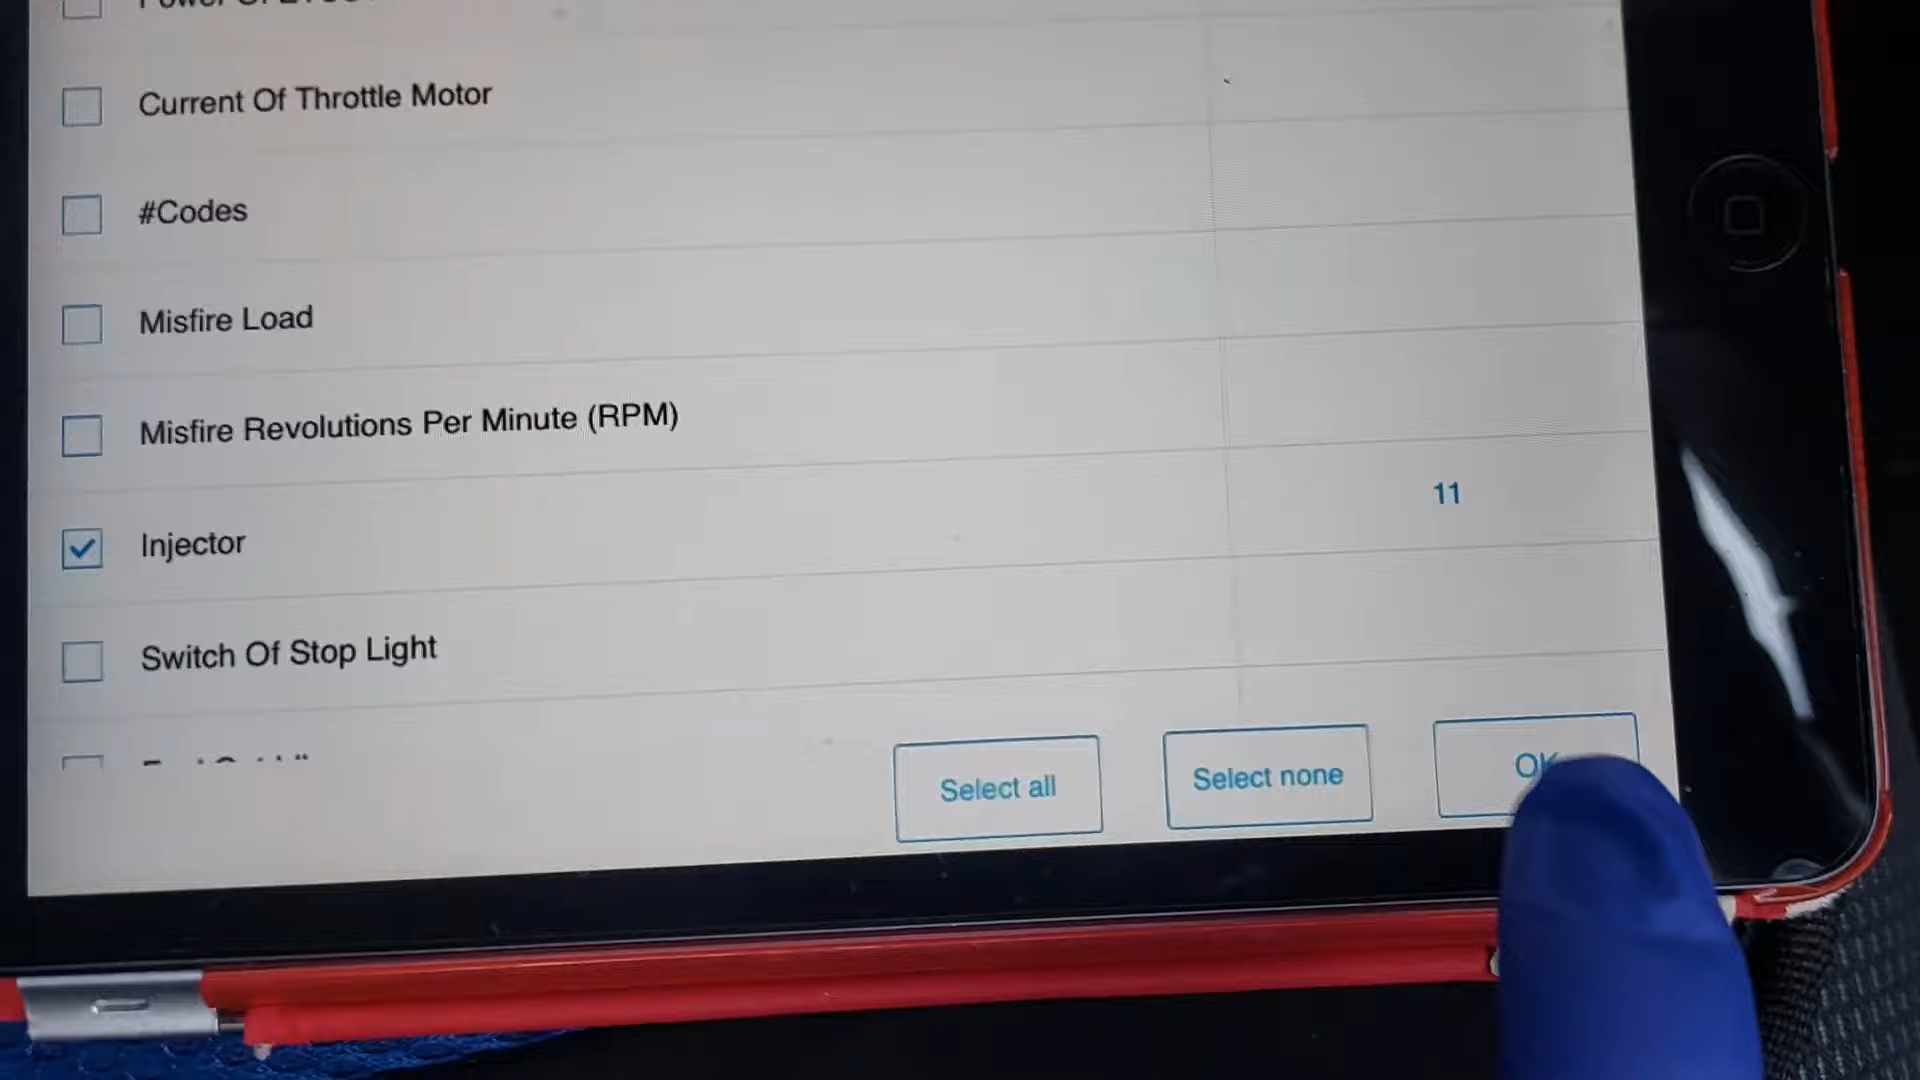 Current Of Throttle Motor
#Codes
Misfire Load
Misfire Revolutions Per Minute (RPM)
Injector
11
Switch Of Stop Light
Select all
Select none
OK